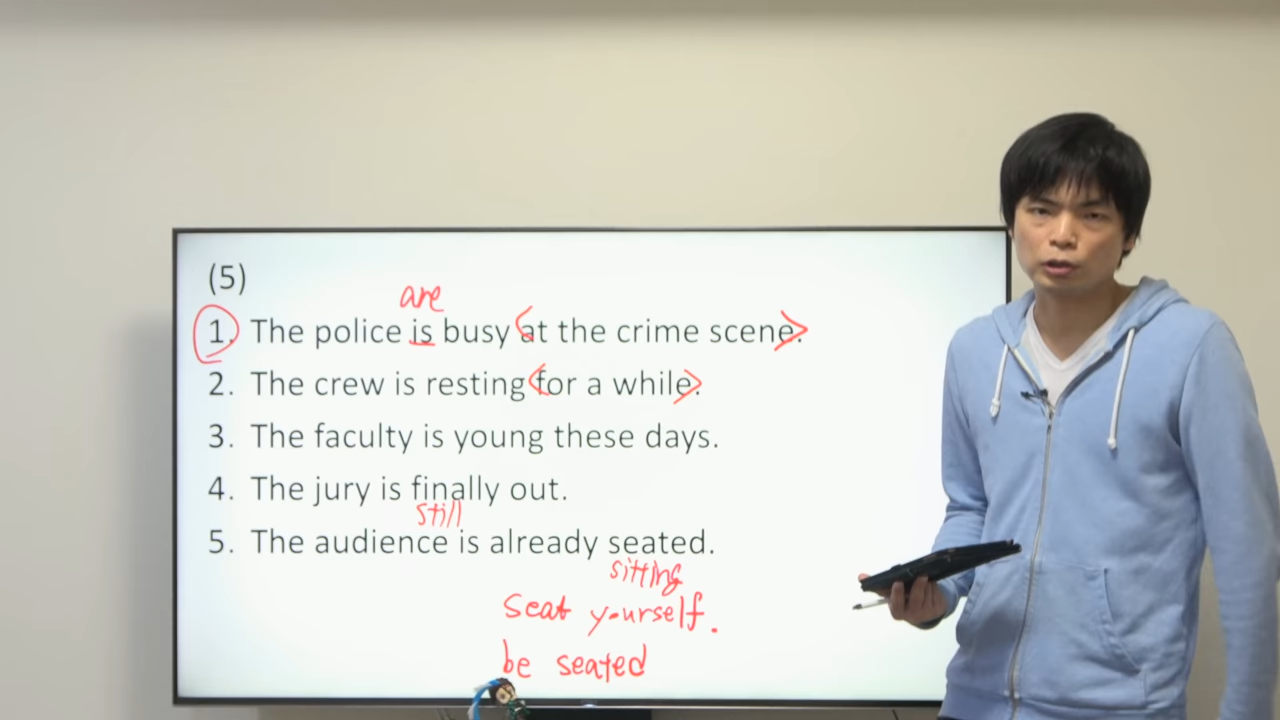 (5)
are
1. The police is busy at the crime scene.
2. The crew is resting for a while.
3. The faculty is young these days.
4. The jury is finally out.
still
5. The audience is already seated.
sitting
Seat yourself.
be seated